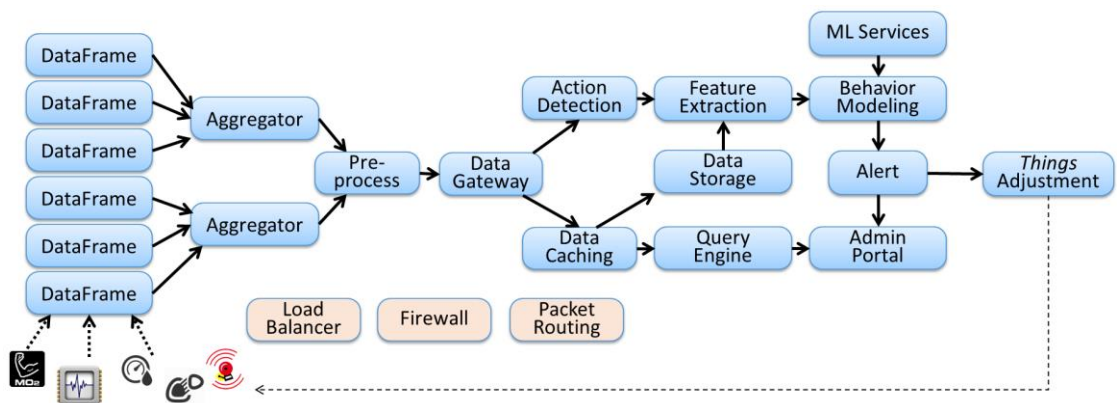 ML Services
DataFrame
DataFrame
DataFrame
DataFrame
DataFrame
DataFrame
Aggregator
Aggregator
Pre-
process
Data
Gateway
Action
Detection
Feature
Extraction
Behavior
Modeling
Data
Storage
Alert
Things
Adjustment
Data
Caching
Query
Engine
Admin
Portal
Load
Balancer
Firewall
Packet
Routing
MO2